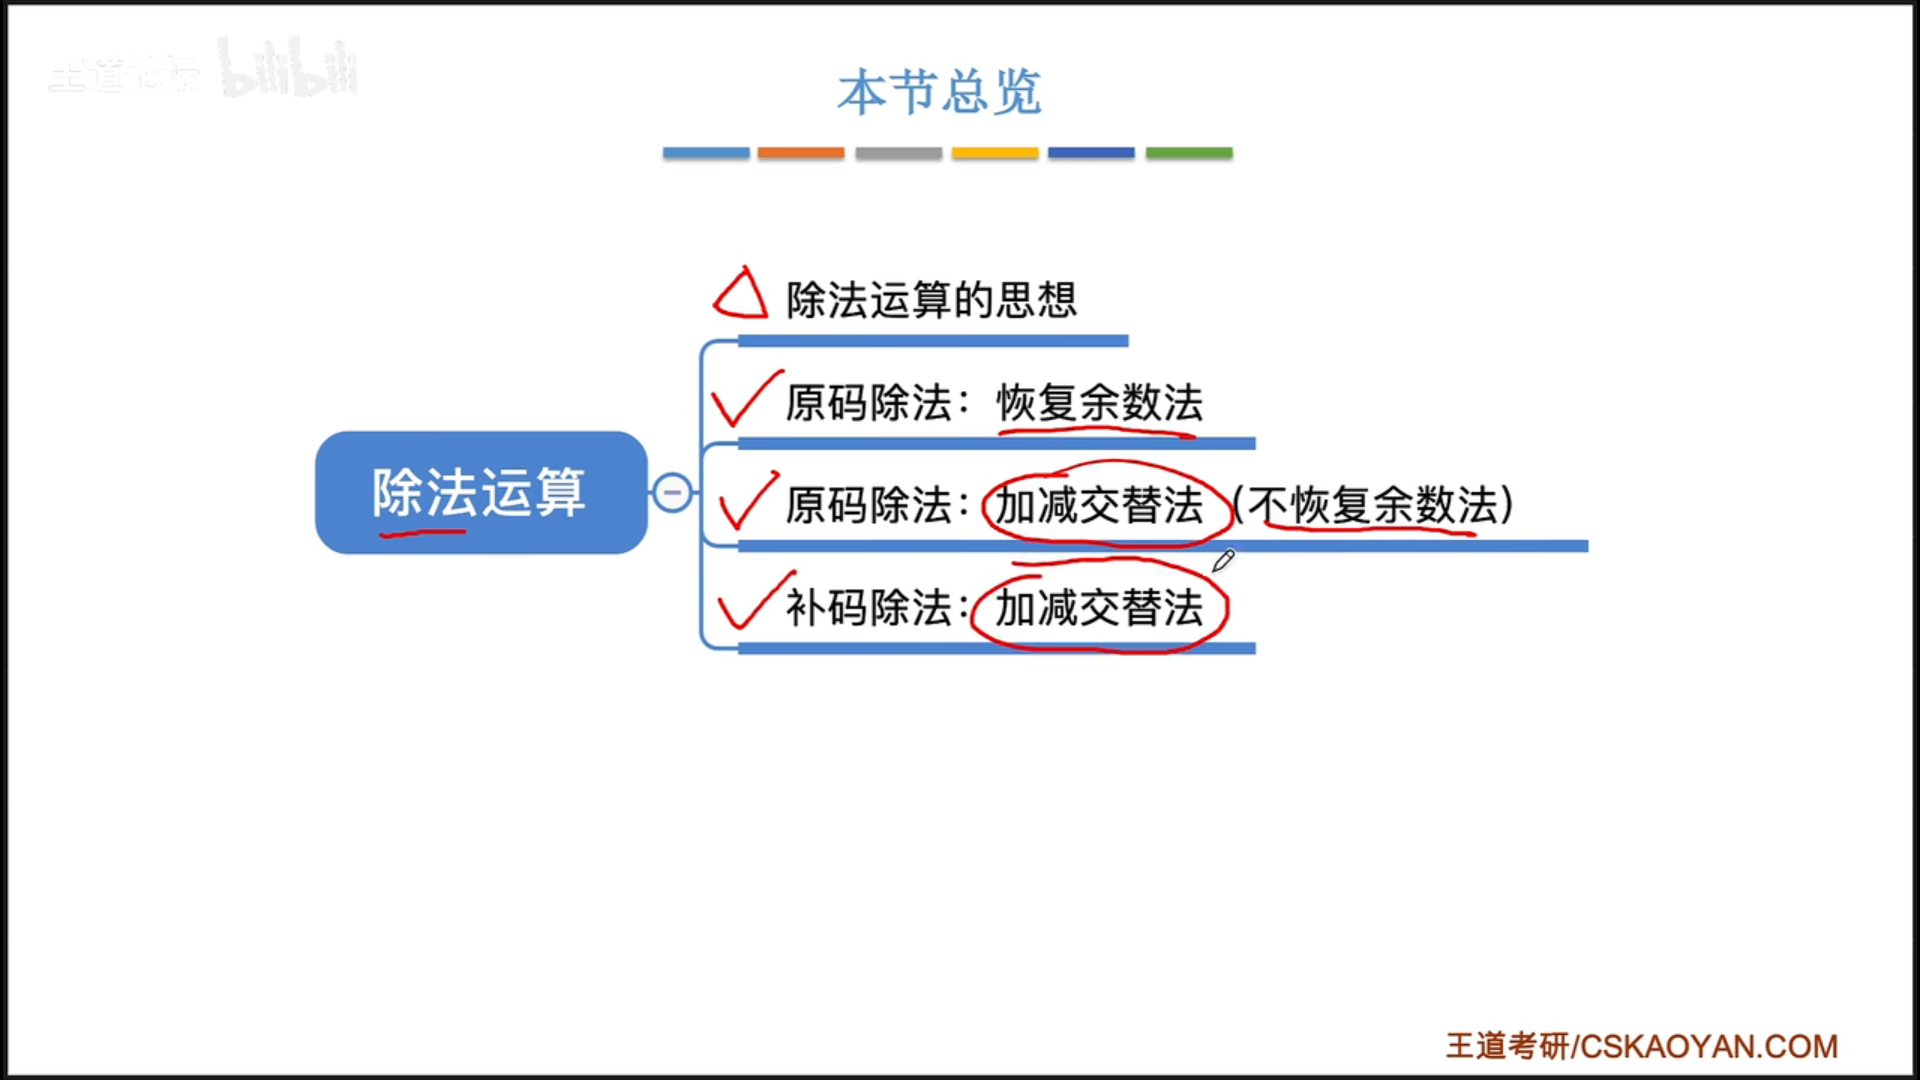 王道论坛 bilibili
本节总览
除法运算的思想
原码除法：恢复余数法
除法运算
原码除法：加减交替法（不恢复余数法）
补码除法：加减交替法
王道考研/CSKAOYAN.COM